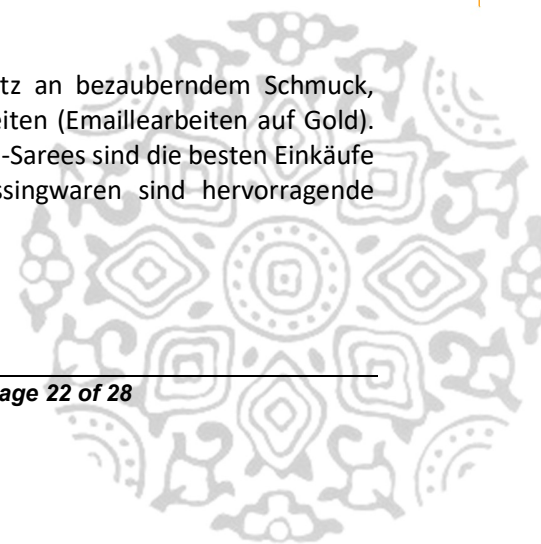 tz an bezauberndem Schmuck,
eiten (Emaillearbeiten auf Gold).
-Sarees sind die besten Einkäufe
ssingwaren sind hervorragende
age 22 of 28